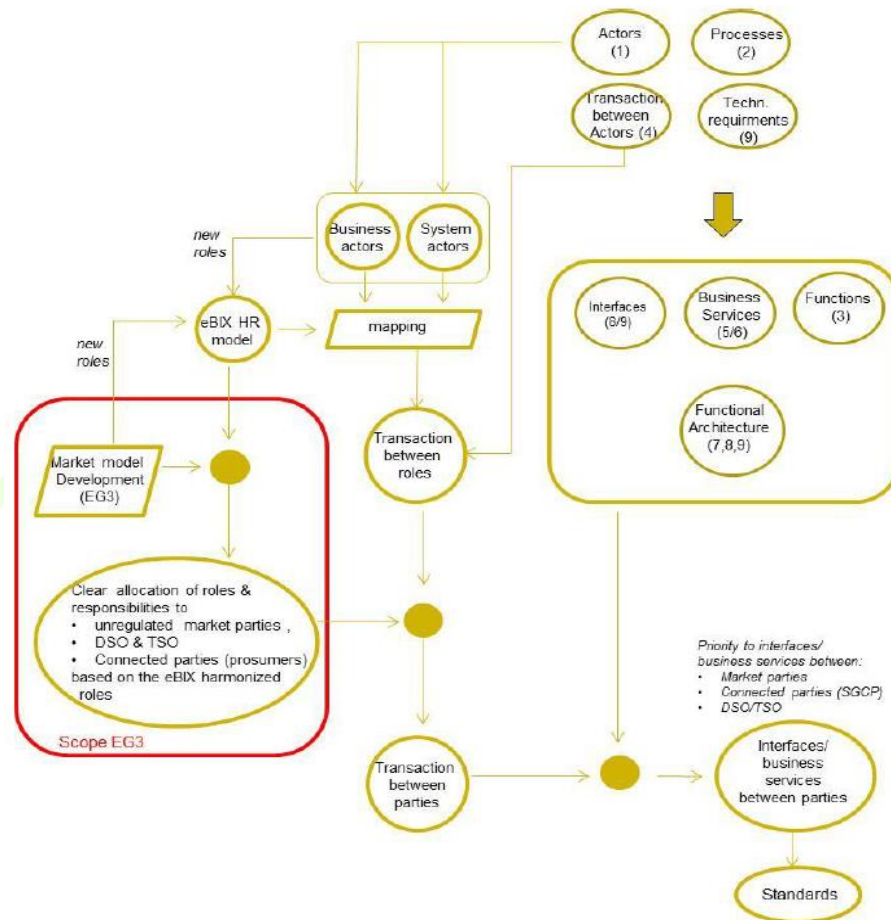 Actors
(1)
Processes
(2)
Transaction
between
Actors (4)
Techn.
requirments
(9)
new
roles
Business
actors
System
actors
Interfaces
(8/9)
Business
Services
(5/6)
Functions
(3)
eBIX HR
model
mapping
new
roles
Functional
Architecture
(7,8,9)
Transaction
between
roles
Market model
Development
(EG3)
Clear allocation of roles &
responsibilities to
• unregulated market parties ,
• DSO & TSO
• Connected parties (prosumers)
based on the eBIX harmonized
roles
Scope EG3
Priority to interfaces/
business services between:
• Market parties
• Connected parties (SGCP)
• DSO/TSO
Transaction
between
parties
Interfaces/
business
services
between parties
Standards